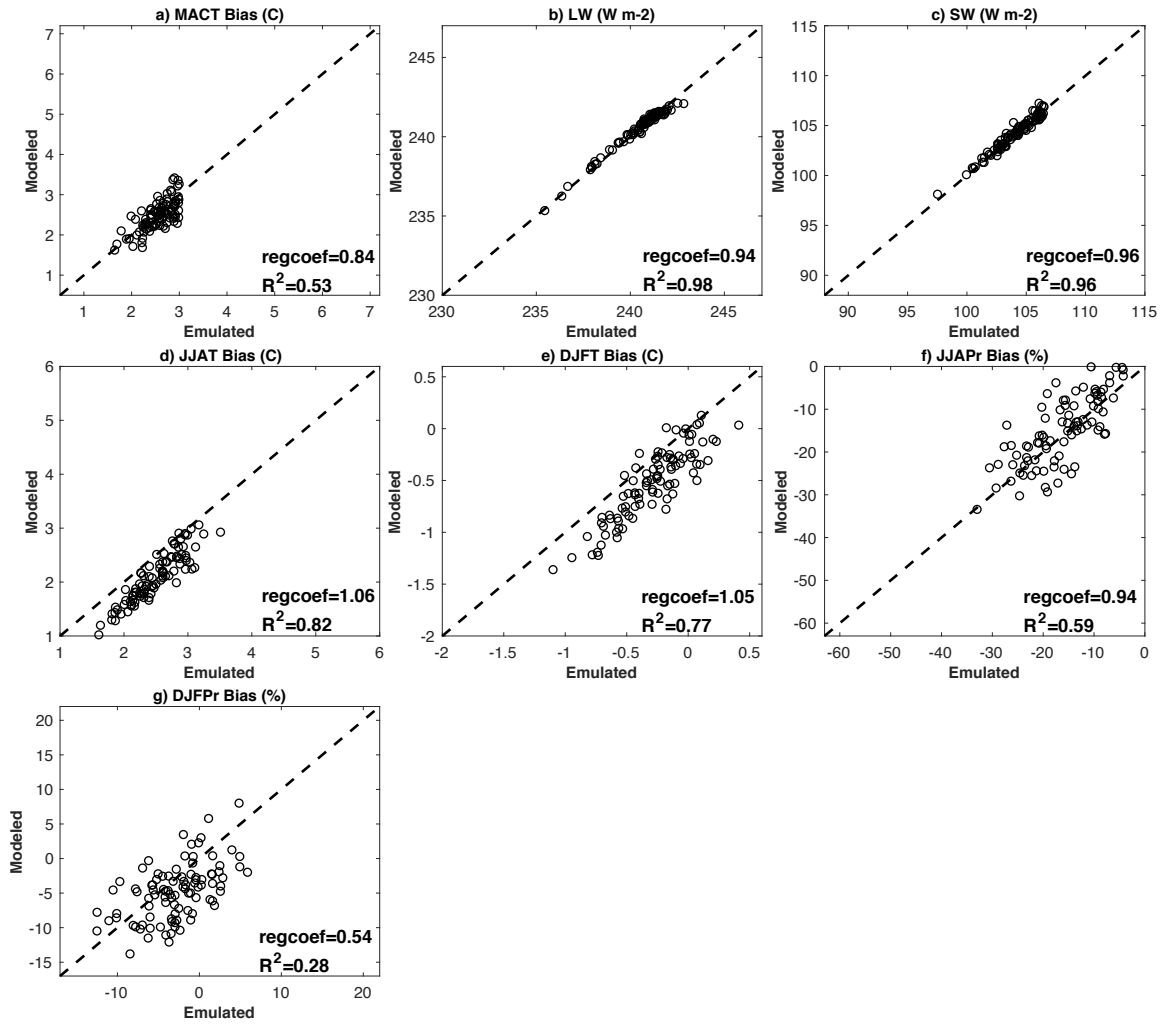 a) MACT Bias (C)
7
6
5
4
3
2
1
Modeled
regcoef=0.84
R²=0.53
1 2 3 4 5 6 7
Emulated
b) LW (W m-2)
245
240
235
230
Modeled
regcoef=0.94
R²=0.98
230 235 240 245
Emulated
c) SW (W m-2)
115
110
105
100
95
90
Modeled
regcoef=0.96
R²=0.96
90 95 100 105 110 115
Emulated
d) JJAT Bias (C)
6
5
4
3
2
1
Modeled
regcoef=1.06
R²=0.82
1 2 3 4 5 6
Emulated
e) DJFT Bias (C)
0.5
0
-0.5
-1
-1.5
-2
Modeled
regcoef=1.05
R²=0.77
-2 -1.5 -1 -0.5 0 0.5
Emulated
f) JJAPr Bias (%)
0
-10
-20
-30
-40
-50
-60
Modeled
regcoef=0.94
R²=0.59
-60 -50 -40 -30 -20 -10 0
Emulated
g) DJFPr Bias (%)
20
15
10
5
0
-5
-10
-15
Modeled
regcoef=0.54
R²=0.28
-10 0 10 20
Emulated